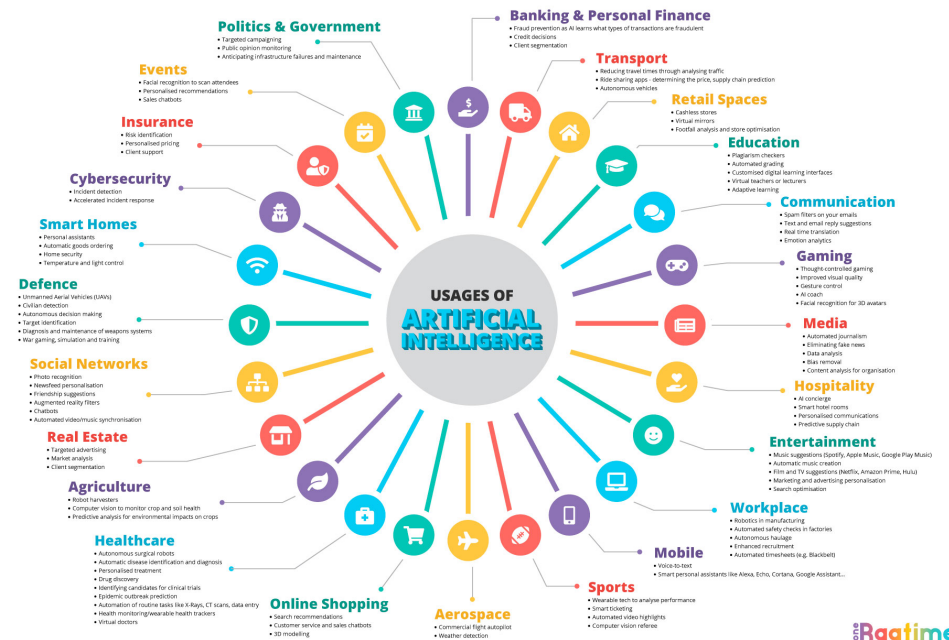 USAGES OF
ARTIFICIAL
INTELLIGENCE
Banking & Personal Finance
• Fraud prevention as AI learns what types of transactions are fraudulent
• Credit decisions
• Client segmentation
Transport
• Reducing travel times through analysing traffic
• Ride sharing apps - determining the price, supply chain prediction
• Autonomous vehicles
Retail Spaces
• Cashless stores
• Virtual mirrors
• Footfall analysis and store optimisation
Education
• Plagiarism checkers
• Automated grading
• Customised digital learning interfaces
• Virtual teachers or lecturers
• Adaptive learning
Communication
• Spam filters on your emails
• Text and email reply suggestions
• Real time translation
• Emotion analytics
Gaming
• Thought-controlled gaming
• Improved visual quality
• Gesture control
• AI coach
• Facial recognition for 3D avatars
Media
• Automated journalism
• Eliminating fake news
• Data analysis
• Bias removal
• Content analysis for organisation
Hospitality
• AI concierge
• Smart hotel rooms
• Personalised communications
• Predictive supply chain
Entertainment
• Music suggestions (Spotify, Apple Music, Google Play Music)
• Automatic music creation
• Film and TV suggestions (Netflix, Amazon Prime, Hulu)
• Marketing and advertising personalisation
• Search optimisation
Workplace
• Robotics in manufacturing
• Automated safety checks in factories
• Autonomous haulage
• Enhanced recruitment
• Automated timesheets (e.g. Blackbelt)
Mobile
• Voice-to-text
• Smart personal assistants like Alexa, Echo, Cortana, Google Assistant...
Sports
• Wearable tech to analyse performance
• Smart ticketing
• Automated video highlights
• Computer vision referee
Aerospace
• Commercial flight autopilot
• Weather detection
Online Shopping
• Search recommendations
• Customer service and sales chatbots
• 3D modelling
Healthcare
• Autonomous surgical robots
• Automatic disease identification and diagnosis
• Personalised treatment
• Drug discovery
• Identifying candidates for clinical trials
• Epidemic outbreak prediction
• Automation of routine tasks like X-Rays, CT scans, data entry
• Health monitoring/wearable health trackers
• Virtual doctors
Agriculture
• Robot harvesters
• Computer vision to monitor crop and soil health
• Predictive analysis for environmental impacts on crops
Real Estate
• Targeted advertising
• Market analysis
• Client segmentation
Social Networks
• Photo recognition
• Newsfeed personalisation
• Friendship suggestions
• Augmented reality filters
• Chatbots
• Automated video/music synchronisation
Defence
• Unmanned Aerial Vehicles (UAVs)
• Civilian detection
• Autonomous decision making
• Target identification
• Diagnosis and maintenance of weapons systems
• War gaming, simulation and training
Smart Homes
• Personal assistants
• Automatic goods ordering
• Home security
• Temperature and light control
Cybersecurity
• Incident detection
• Accelerated incident response
Insurance
• Risk identification
• Personalised pricing
• Client support
Events
• Facial recognition to scan attendees
• Personalised recommendations
• Sales chatbots
Politics & Government
• Targeted campaigning
• Public opinion monitoring
• Anticipating infrastructure failures and maintenance
Ragtime